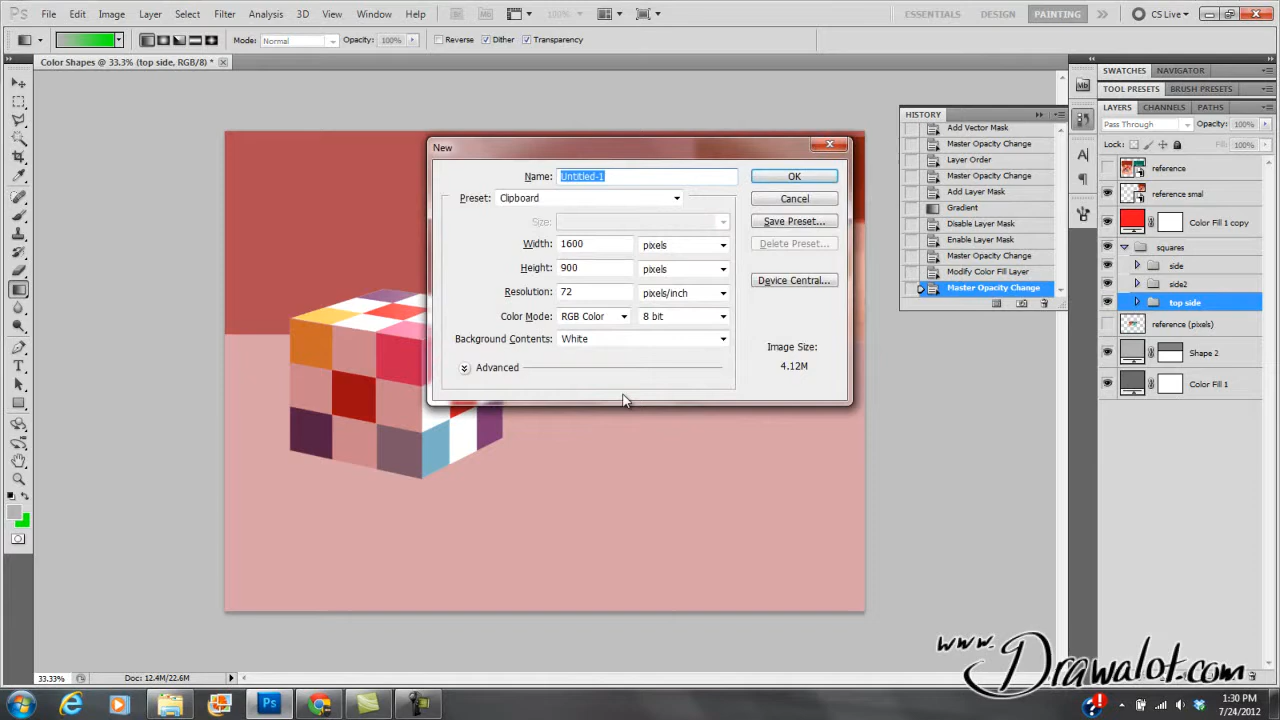 File Edit Image Layer Select Filter Analysis 3D View Window Help 100% ESSENTIALS DESIGN PAINTING CS Live
Mode: Normal Opacity: 100% Reverse Dither Transparency
Color Shapes @ 33.3% (top side, RGB/8) *
SWATCHES NAVIGATOR
TOOL PRESETS BRUSH PRESETS
LAYERS CHANNELS PATHS
Pass Through Opacity: 100%
Lock: Fill: 100%
reference
reference smal
Color Fill 1 copy
squares
side
side2
top side
reference (pixels)
Shape 2
Color Fill 1
HISTORY
Add Vector Mask
Master Opacity Change
Layer Order
Master Opacity Change
Add Layer Mask
Gradient
Disable Layer Mask
Enable Layer Mask
Master Opacity Change
Modify Color Fill Layer
Master Opacity Change
New
Name: Untitled-1 OK
Preset: Clipboard Cancel
Size: Save Preset...
Width: 1600 pixels Delete Preset...
Height: 900 pixels
Resolution: 72 pixels/inch Device Central...
Color Mode: RGB Color 8 bit
Background Contents: White
Image Size:
4.12M
Advanced
www.Drawalot.com
33.33% Doc: 12.4M/22.6M
Mb
A
Ps
1:30 PM
7/24/2012